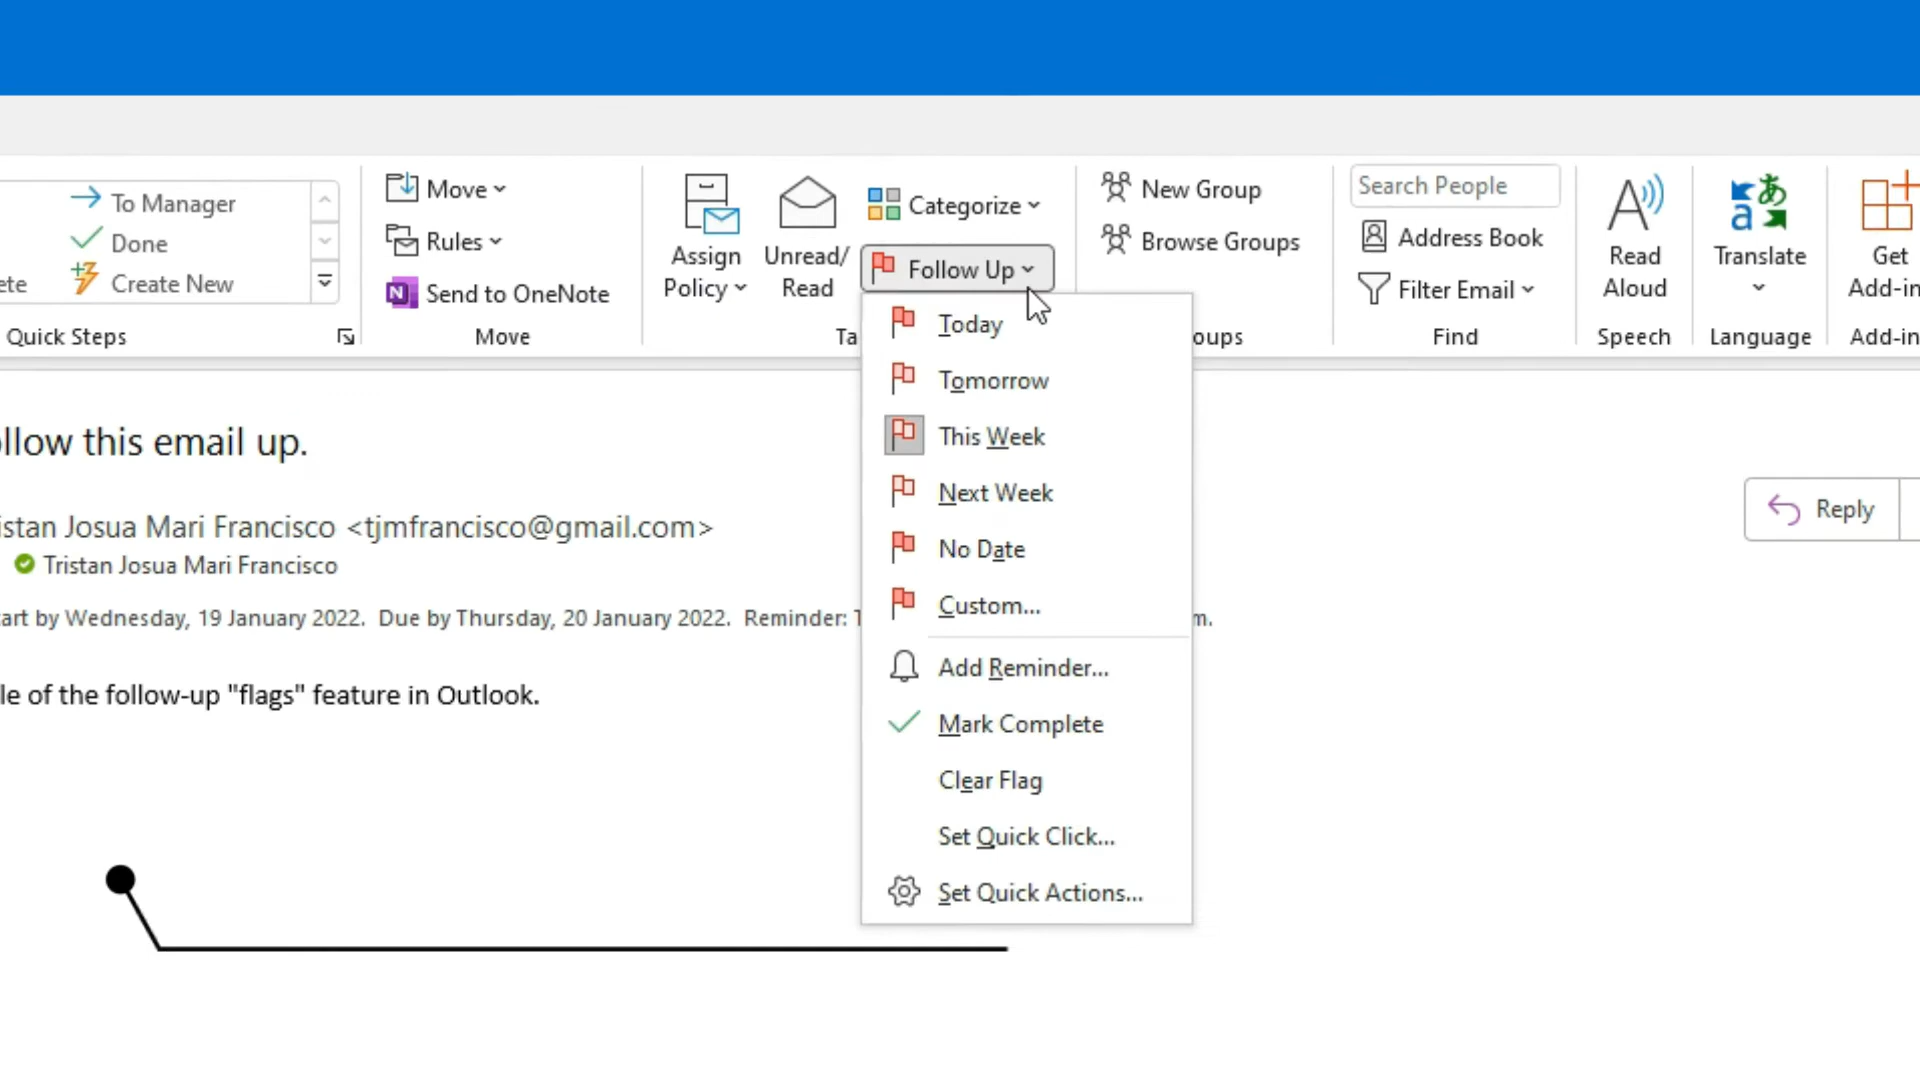 To Manager
Done
ete
Create New
Quick Steps
Move
Rules
Send to OneNote
Move
Assign Policy
Unread/ Read
Categorize
Follow Up
Ta
New Group
Browse Groups
oups
Search People
Address Book
Filter Email
Find
Read Aloud
Speech
Translate
Language
Get Add-in
Add-in
Today
Tomorrow
This Week
Next Week
No Date
Custom...
Add Reminder...
Mark Complete
Clear Flag
Set Quick Click...
Set Quick Actions...
ollow this email up.
istan Josua Mari Francisco <tjmfrancisco@gmail.com>
Tristan Josua Mari Francisco
art by Wednesday, 19 January 2022. Due by Thursday, 20 January 2022. Reminder: T m.
Reply
le of the follow-up "flags" feature in Outlook.